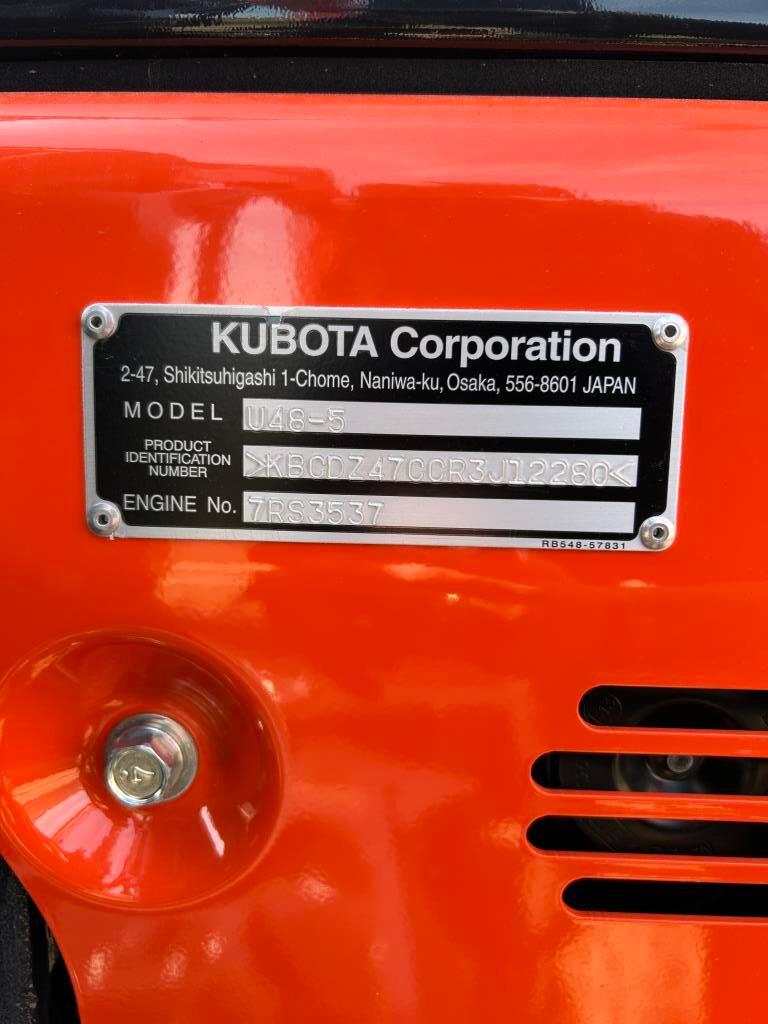 KUBOTA Corporation
2-47, Shikitsuhigashi 1-Chome, Naniwa-ku, Osaka, 556-8601 JAPAN
MODEL U48-5
PRODUCT
IDENTIFICATION
NUMBER
>KBCDZ47CCR3J12280<
ENGINE No. 7RS3537
RB548-57831
4